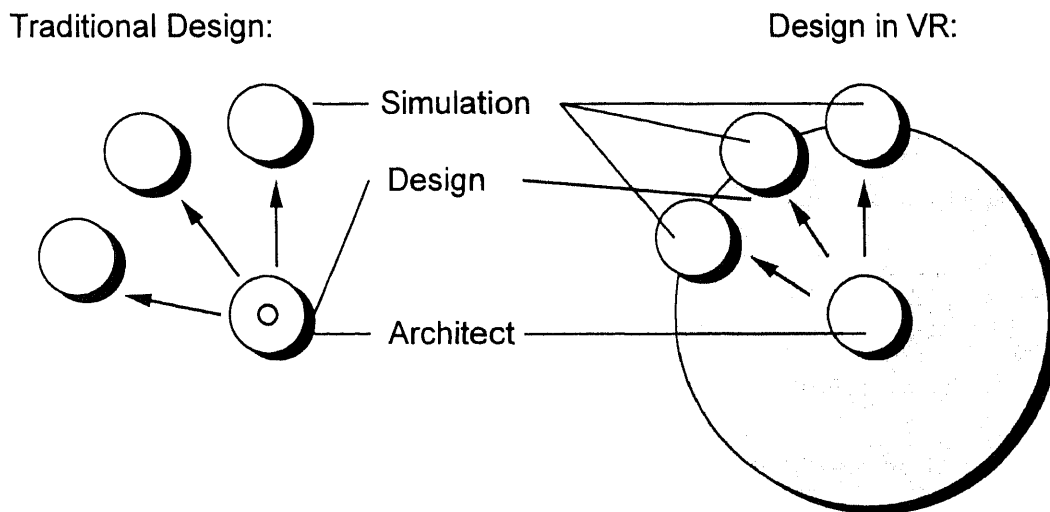 Traditional Design:
Design in VR:
Simulation
Design
Architect